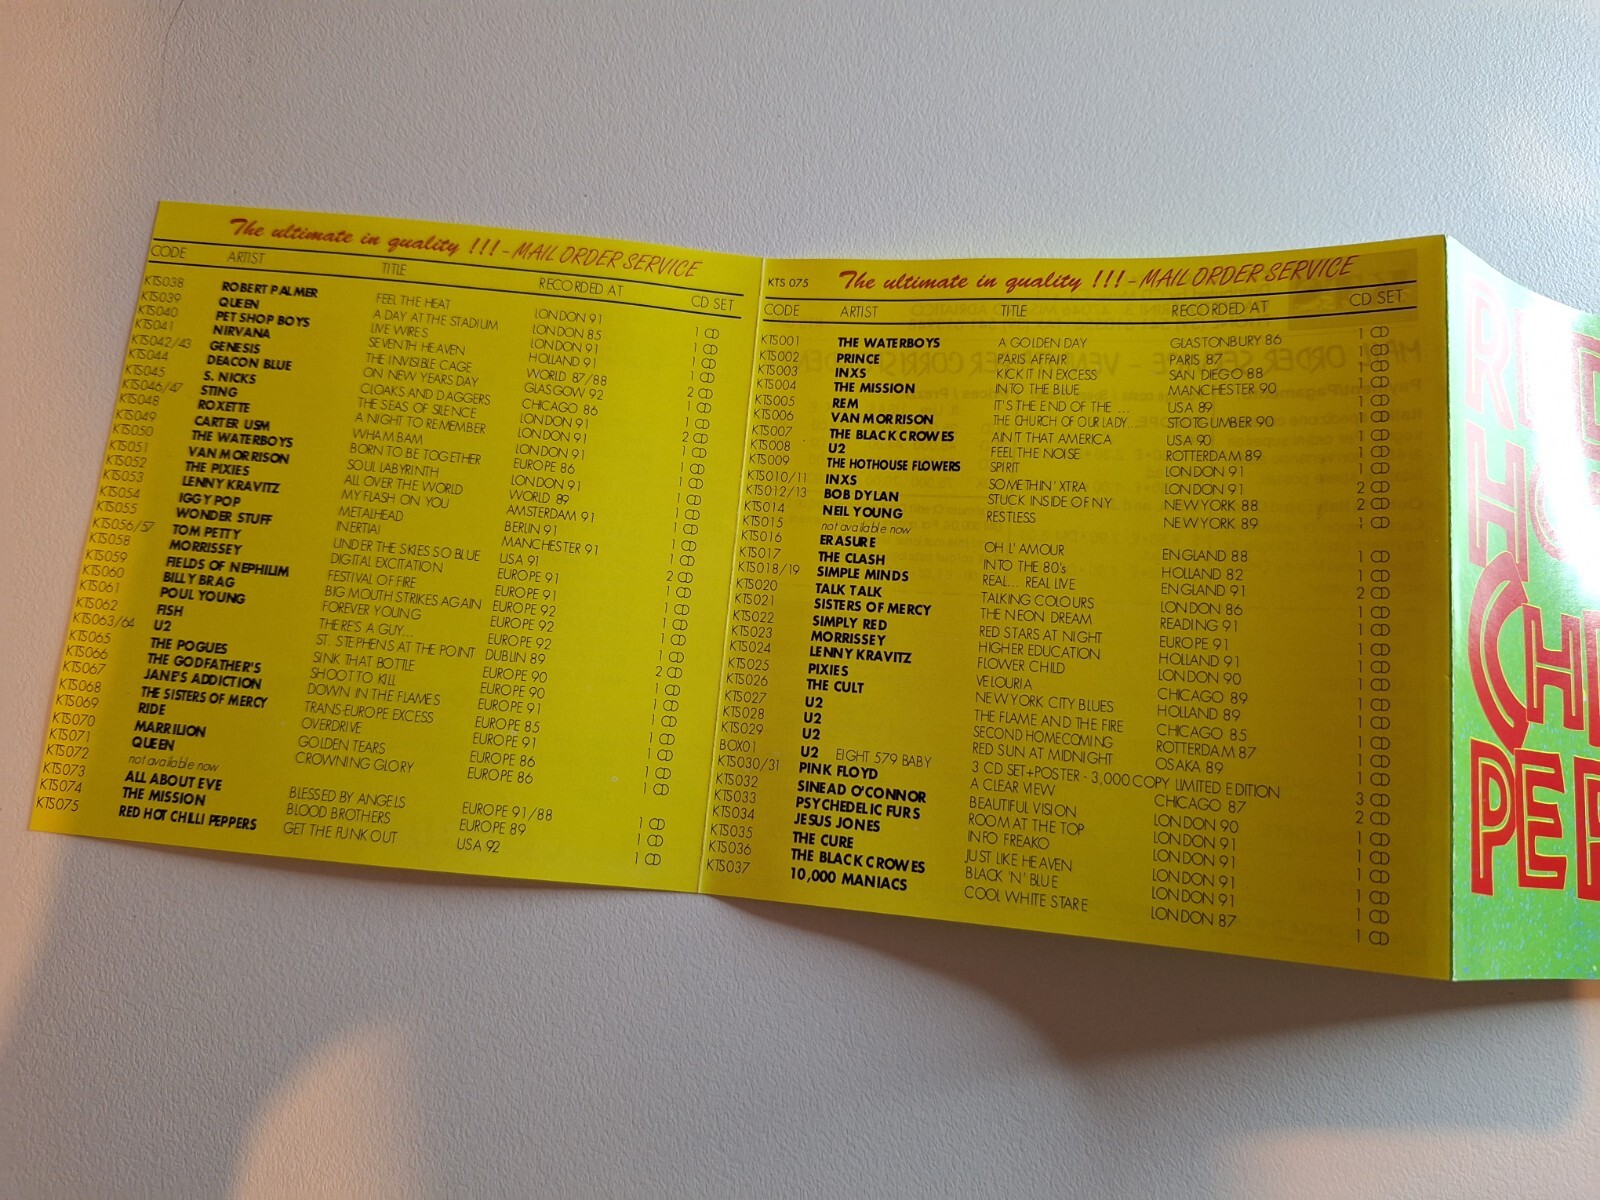 The ultimate in quality !!! - MAIL ORDER SERVICE
CODE ARTIST TITLE RECORDED AT CD SET
KTS038 ROBERT PALMER FEEL THE HEAT LONDON 91 1 CD
KTS039 QUEEN A DAY AT THE STADIUM LONDON 85 1 CD
KTS040 PET SHOP BOYS LIVE WIRES LONDON 91 1 CD
KTS041 NIRVANA SEVENTH HEAVEN HOLLAND 91 1 CD
KTS042/43 GENESIS THE INVISIBLE CAGE WORLD 87/88 2 CD
KTS044 DEACON BLUE ON NEW YEARS DAY GLASGOW 92 1 CD
KTS045 S. NICKS CLOAKS AND DAGGERS CHICAGO 86 1 CD
KTS046/47 STING THE SEAS OF SILENCE LONDON 91 2 CD
KTS048 ROXETTE A NIGHT TO REMEMBER LONDON 91 1 CD
KTS049 CARTER USM WHAM BAM LONDON 91 1 CD
KTS050 THE WATERBOYS BORN TO BE TOGETHER EUROPE 86 1 CD
KTS051 VAN MORRISON SOUL LABYRINTH LONDON 91 1 CD
KTS052 THE PIXIES ALL OVER THE WORLD WORLD 89 1 CD
KTS053 LENNY KRAVITZ MY FLASH ON YOU AMSTERDAM 91 1 CD
KTS054 IGGY POP METALHEAD BERLIN 91 1 CD
KTS055 WONDER STUFF INERTIA! MANCHESTER 91 1 CD
KTS056/57 TOM PETTY UNDER THE SKIES SO BLUE USA 91 2 CD
KTS058 MORRISSEY DIGITAL EXCITATION EUROPE 91 1 CD
KTS059 FIELDS OF NEPHILIM FESTIVAL OF FIRE EUROPE 92 1 CD
KTS060 BILLY BRAG BIG MOUTH STRIKES AGAIN EUROPE 92 1 CD
KTS061 POUL YOUNG FOREVER YOUNG EUROPE 92 1 CD
KTS062 FISH THERE'S A GUY... EUROPE 92 1 CD
KTS063/64 U2 ST. STEPHEN'S AT THE POINT DUBLIN 89 2 CD
KTS065 THE POGUES SINK THAT BOTTLE EUROPE 90 1 CD
KTS066 THE GODFATHER'S SHOOT TO KILL EUROPE 90 1 CD
KTS067 JANE'S ADDICTION DOWN IN THE FLAMES EUROPE 91 1 CD
KTS068 THE SISTERS OF MERCY TRANS-EUROPE EXCESS EUROPE 85 1 CD
KTS069 RIDE OVERDRIVE EUROPE 91 1 CD
KTS070 MARRILION GOLDEN TEARS EUROPE 86 1 CD
KTS071 QUEEN CROWNING GLORY EUROPE 86 1 CD
KTS072 not available now
KTS073 ALL ABOUT EVE BLESSED BY ANGELS EUROPE 91/88 1 CD
KTS074 THE MISSION BLOOD BROTHERS EUROPE 89 1 CD
KTS075 RED HOT CHILLI PEPPERS GET THE FUNK OUT USA 92 1 CD
KTS 075 The ultimate in quality !!! - MAIL ORDER SERVICE
CODE ARTIST TITLE RECORDED AT CD SET
KTS001 THE WATERBOYS A GOLDEN DAY GLASTONBURY 86 1 CD
KTS002 PRINCE PARIS AFFAIR PARIS 87 1 CD
KTS003 INXS KICK IT IN EXCESS SAN DIEGO 88 1 CD
KTS004 THE MISSION INTO THE BLUE MANCHESTER 90 1 CD
KTS005 REM IT'S THE END OF THE ... USA 89 1 CD
KTS006 VAN MORRISON THE CHURCH OF OUR LADY... STOTGUMBER 90 1 CD
KTS007 THE BLACK CROWES AIN'T THAT AMERICA USA 90 1 CD
KTS008 U2 FEEL THE NOISE ROTTERDAM 89 1 CD
KTS009 THE HOTHOUSE FLOWERS SPIRIT LONDON 91 1 CD
KTS010/11 INXS SOMETHIN' XTRA LONDON 91 2 CD
KTS012/13 BOB DYLAN STUCK INSIDE OF NY NEW YORK 88 2 CD
KTS014 NEIL YOUNG RESTLESS NEW YORK 89 1 CD
KTS015 not available now
KTS016 ERASURE OH L' AMOUR ENGLAND 88 1 CD
KTS017 THE CLASH INTO THE 80's HOLLAND 82 1 CD
KTS018/19 SIMPLE MINDS REAL... REAL LIVE ENGLAND 91 2 CD
KTS020 TALK TALK TALKING COLOURS LONDON 86 1 CD
KTS021 SISTERS OF MERCY THE NEON DREAM READING 91 1 CD
KTS022 SIMPLY RED RED STARS AT NIGHT EUROPE 91 1 CD
KTS023 MORRISSEY HIGHER EDUCATION HOLLAND 91 1 CD
KTS024 LENNY KRAVITZ FLOWER CHILD LONDON 90 1 CD
KTS025 PIXIES VELOURIA CHICAGO 89 1 CD
KTS026 THE CULT NEW YORK CITY BLUES HOLLAND 89 1 CD
KTS027 U2 THE FLAME AND THE FIRE CHICAGO 85 1 CD
KTS028 U2 SECOND HOMECOMING ROTTERDAM 87 1 CD
KTS029 U2 RED SUN AT MIDNIGHT OSAKA 89 1 CD
BOX01 U2 EIGHT 579 BABY 3 CD SET+POSTER - 3,000 COPY LIMITED EDITION 3 CD
KTS030/31 PINK FLOYD A CLEAR VIEW CHICAGO 87 2 CD
KTS032 SINEAD O'CONNOR BEAUTIFUL VISION LONDON 90 1 CD
KTS033 PSYCHEDELIC FURS ROOM AT THE TOP LONDON 91 1 CD
KTS034 JESUS JONES INFO FREAKO LONDON 91 1 CD
KTS035 THE CURE JUST LIKE HEAVEN LONDON 91 1 CD
KTS036 THE BLACK CROWES BLACK 'N' BLUE LONDON 91 1 CD
KTS037 10,000 MANIACS COOL WHITE STARE LONDON 87 1 CD